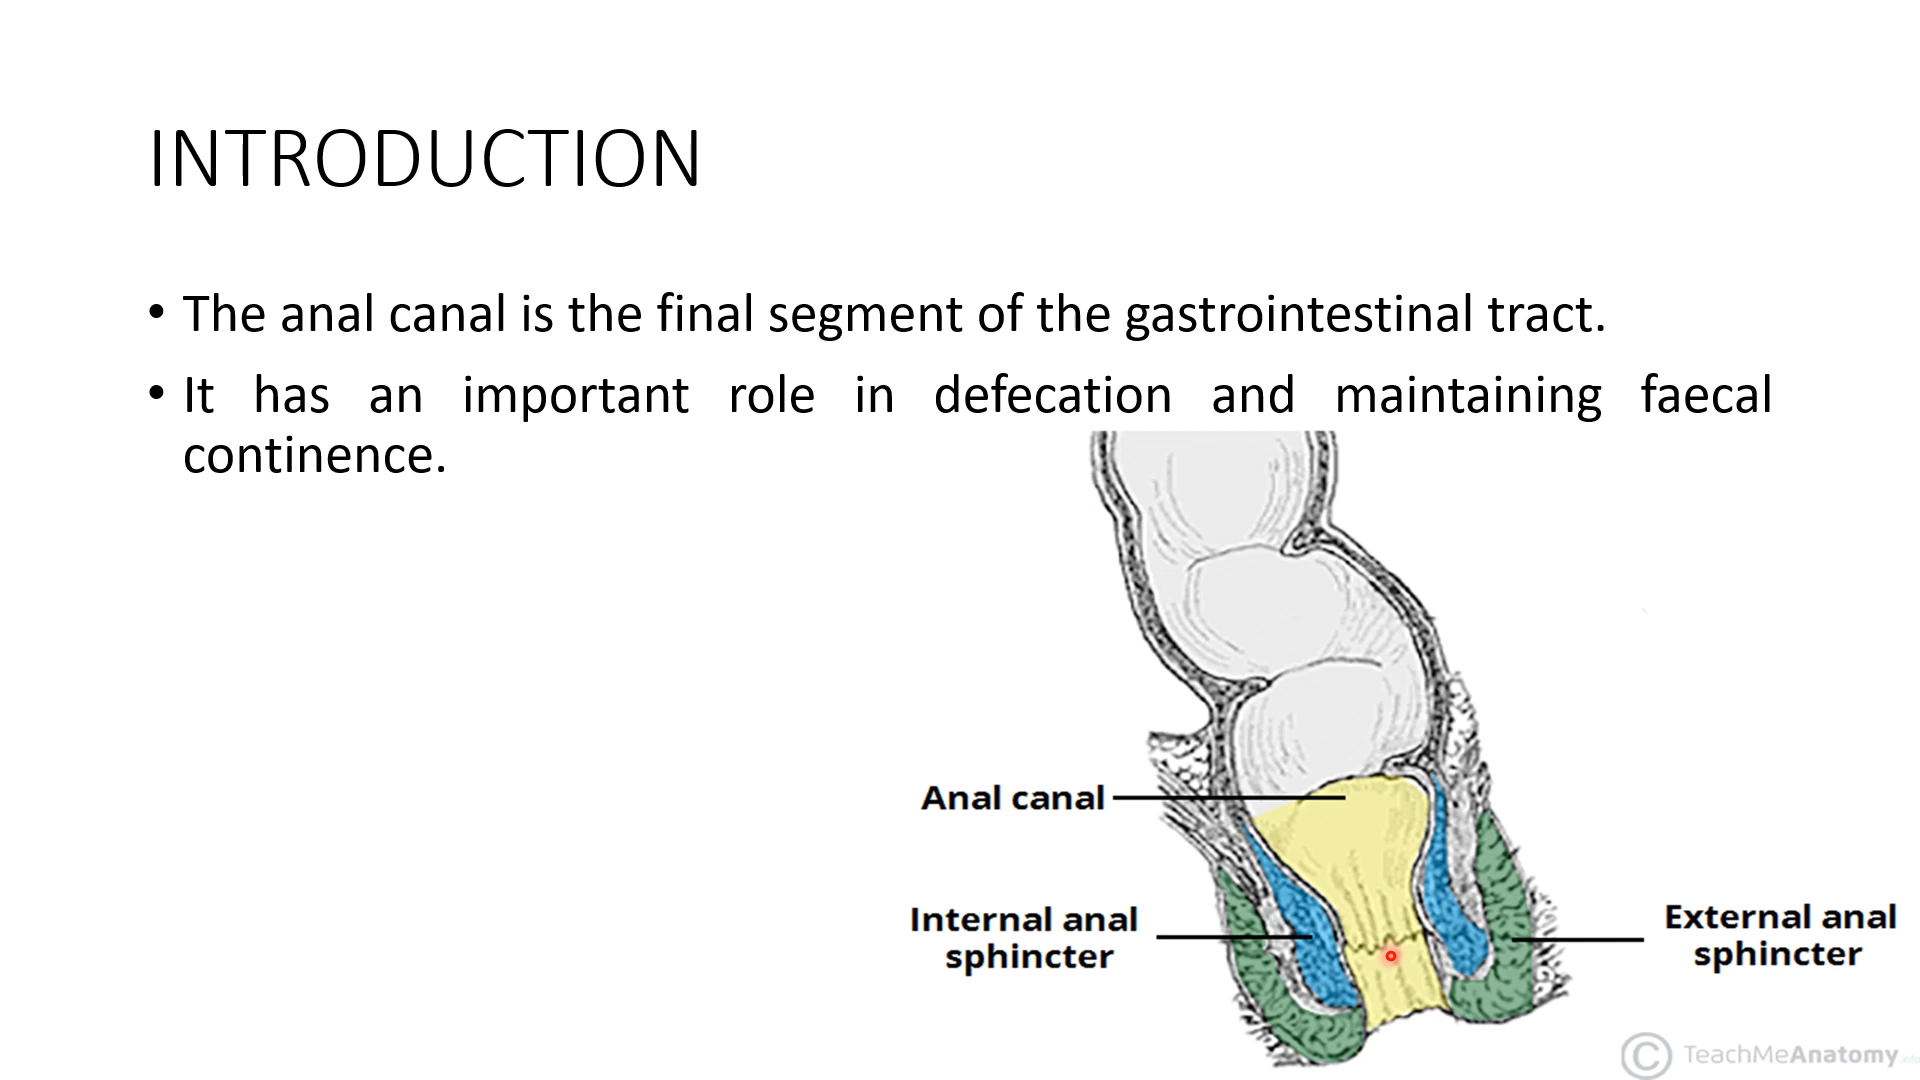 INTRODUCTION
• The anal canal is the final segment of the gastrointestinal tract.
• It has an important role in defecation and maintaining faecal
continence.
Anal canal
Internal anal
sphincter
External anal
sphincter
© TeachMeAnatomy.info